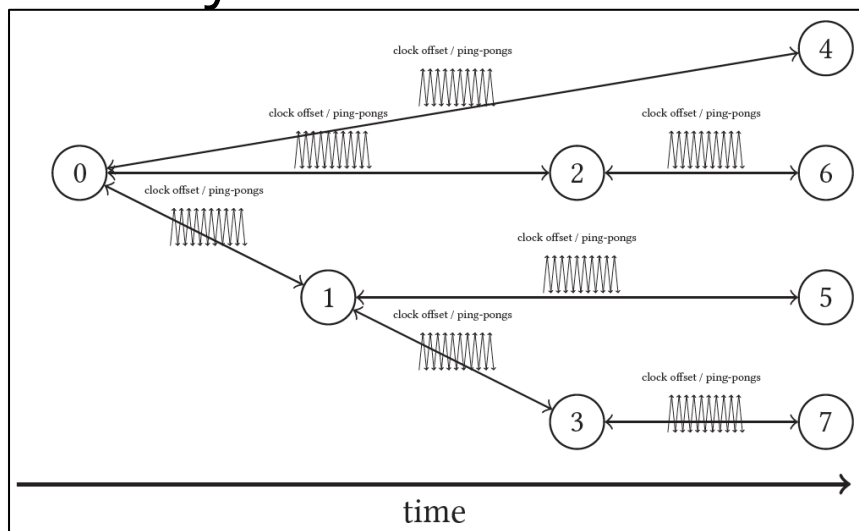 clock offset / ping-pongs
4
clock offset / ping-pongs
clock offset / ping-pongs
0
2
6
clock offset / ping-pongs
clock offset / ping-pongs
1
5
clock offset / ping-pongs
clock offset / ping-pongs
3
7
time